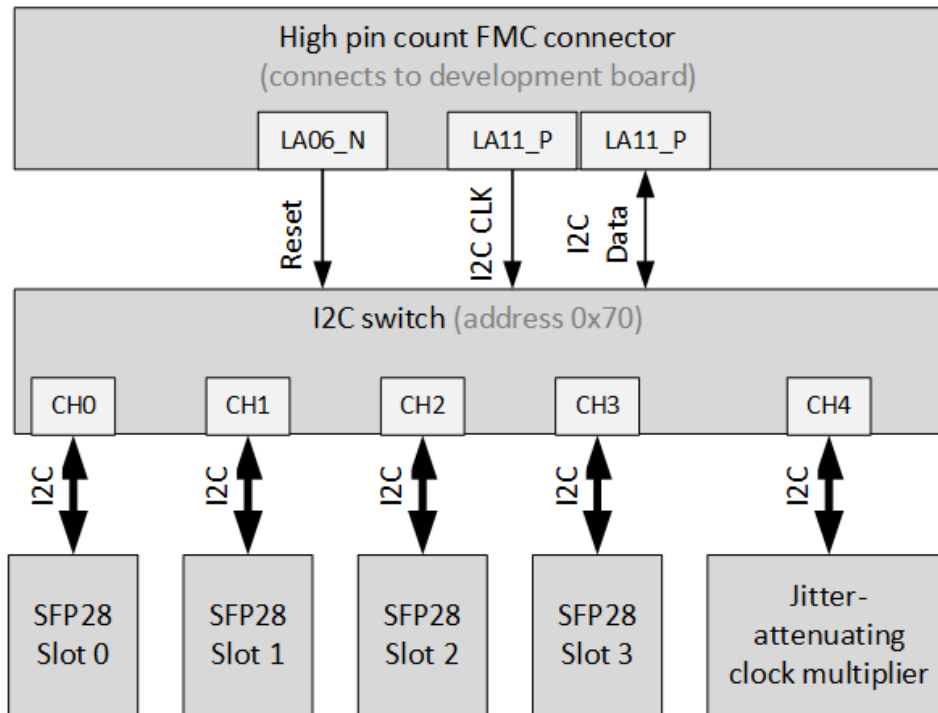 High pin count FMC connector
(connects to development board)
LA06_N
LA11_P
LA11_P
Reset
I2C CLK
I2C
Data
I2C switch (address 0x70)
CH0
CH1
CH2
CH3
CH4
I2C
I2C
I2C
I2C
I2C
SFP28
Slot 0
SFP28
Slot 1
SFP28
Slot 2
SFP28
Slot 3
Jitter-
attenuating
clock multiplier